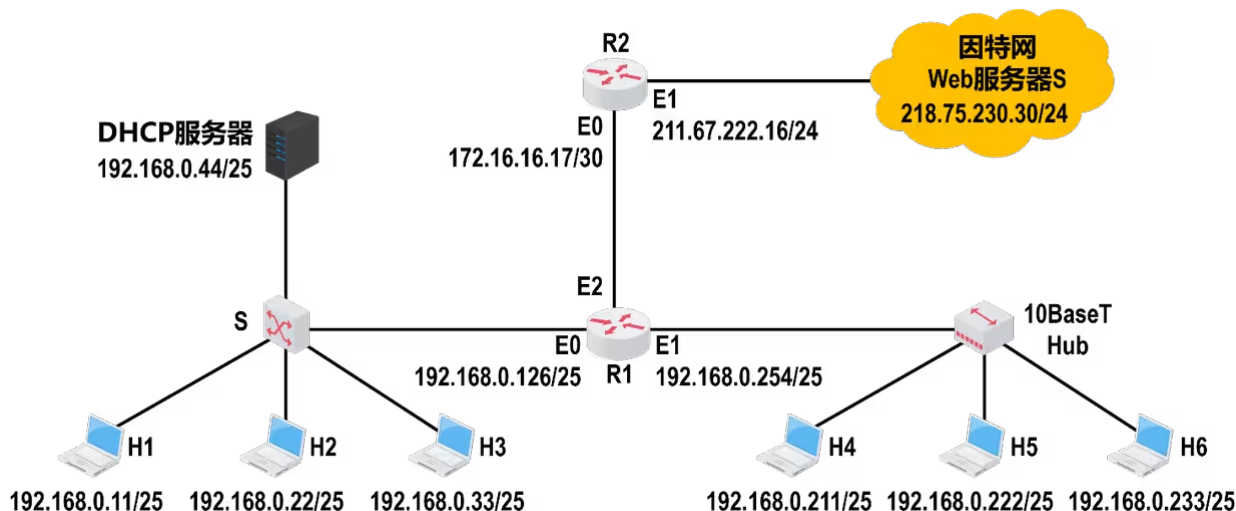 R2
因特网
Web服务器S
218.75.230.30/24
E1
211.67.222.16/24
E0
172.16.16.17/30
DHCP服务器
192.168.0.44/25
S
E2
E0
E1
R1
192.168.0.126/25
192.168.0.254/25
10BaseT
Hub
H1
H2
H3
H4
H5
H6
192.168.0.11/25
192.168.0.22/25
192.168.0.33/25
192.168.0.211/25
192.168.0.222/25
192.168.0.233/25